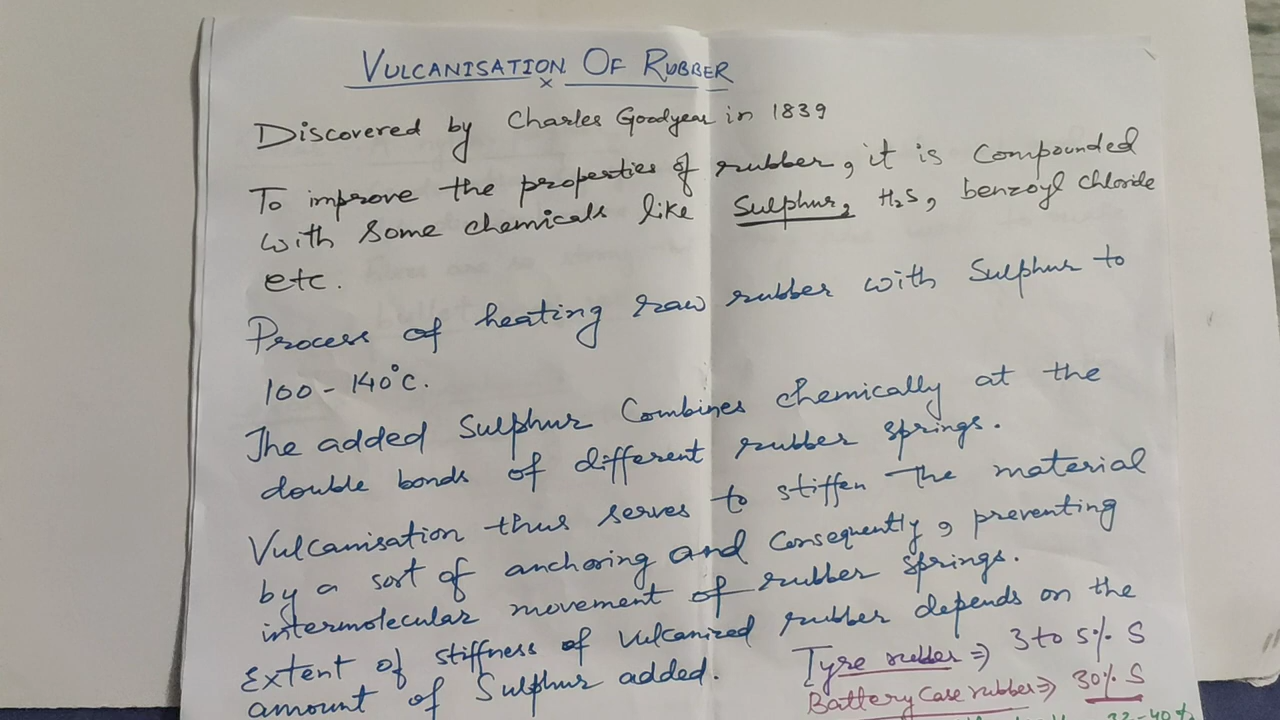 VULCANISATION OF RUBBER
x
Discovered by Charles Goodyear in 1839
To improve the properties of rubber, it is compounded
with some chemicals like Sulphur, H₂S, benzoyl chloride
etc.
Process of heating raw rubber with Sulphur to
100 - 140°C.
The added Sulphur Combines chemically at the
double bonds of different rubber springs.
Vulcanisation thus serves to stiffen the material
by a sort of anchoring and consequently, preventing
intermolecular movement of rubber springs.
Extent of stiffness of vulcanized rubber depends on the
amount of Sulphur added.
Tyre rubber ⇒ 3 to 5% S
Battery Case rubber ⇒ 30% S
32-40%